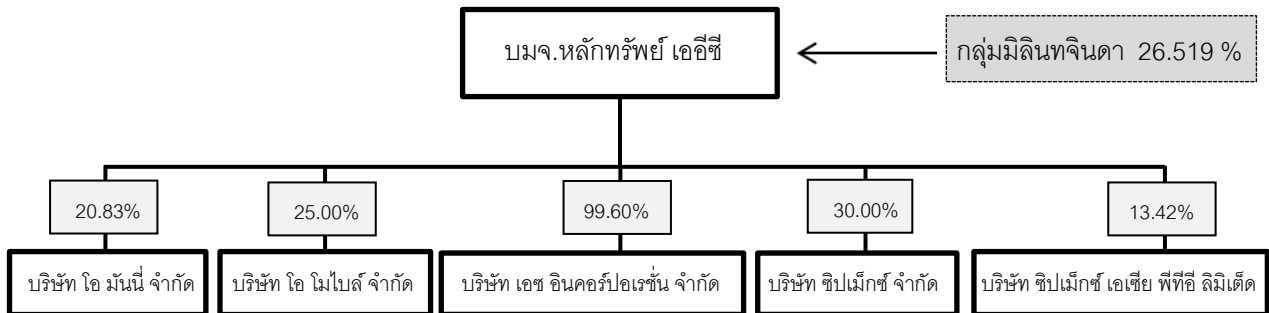 บมจ.หลักทรัพย์ เออีซี
กลุ่มมิลินทจินดา 26.519 %
20.83%
25.00%
99.60%
30.00%
13.42%
บริษัท โอ มันนี่ จำกัด
บริษัท โอ โมไบล์ จำกัด
บริษัท เอซ อินคอร์ปอเรชั่น จำกัด
บริษัท ซิปเม็กซ์ จำกัด
บริษัท ซิปเม็กซ์ เอเชีย พีทีอี ลิมิเต็ด